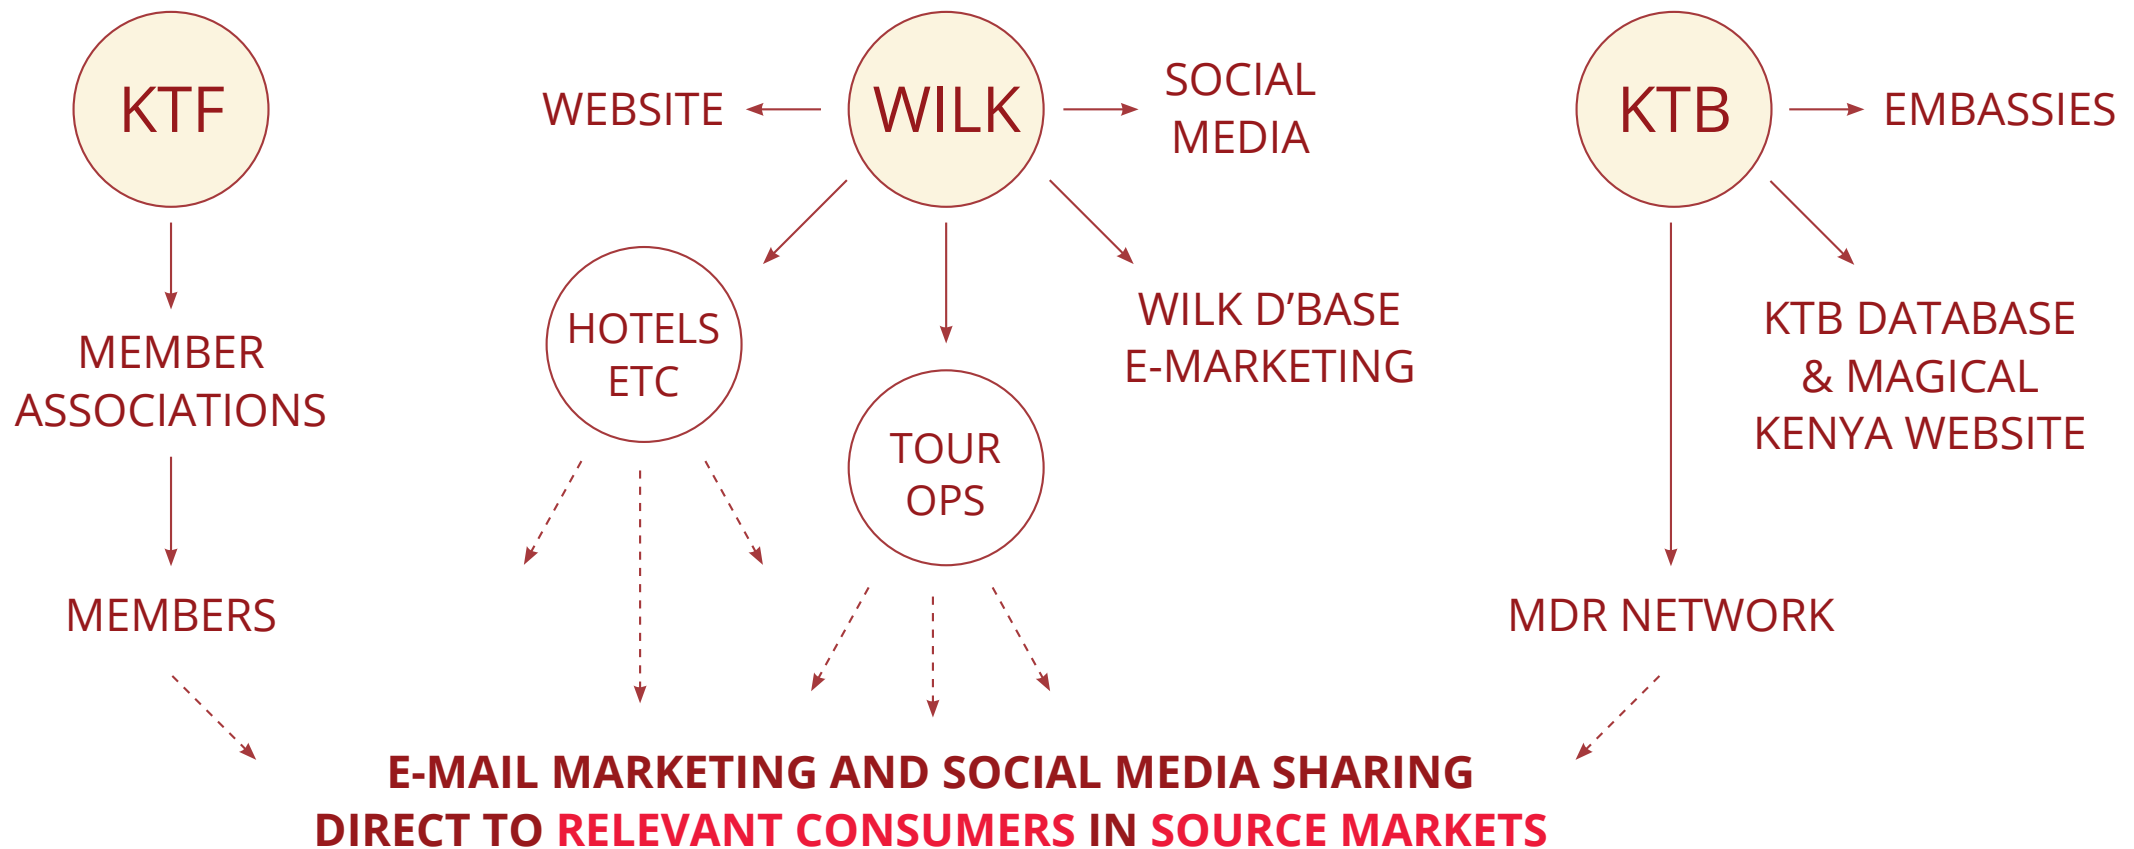 KTF
MEMBER
ASSOCIATIONS
MEMBERS
WEBSITE
WILK
SOCIAL
MEDIA
HOTELS
ETC
TOUR
OPS
WILK D’BASE
E-MARKETING
KTB
EMBASSIES
KTB DATABASE
& MAGICAL
KENYA WEBSITE
MDR NETWORK
E-MAIL MARKETING AND SOCIAL MEDIA SHARING
DIRECT TO RELEVANT CONSUMERS IN SOURCE MARKETS